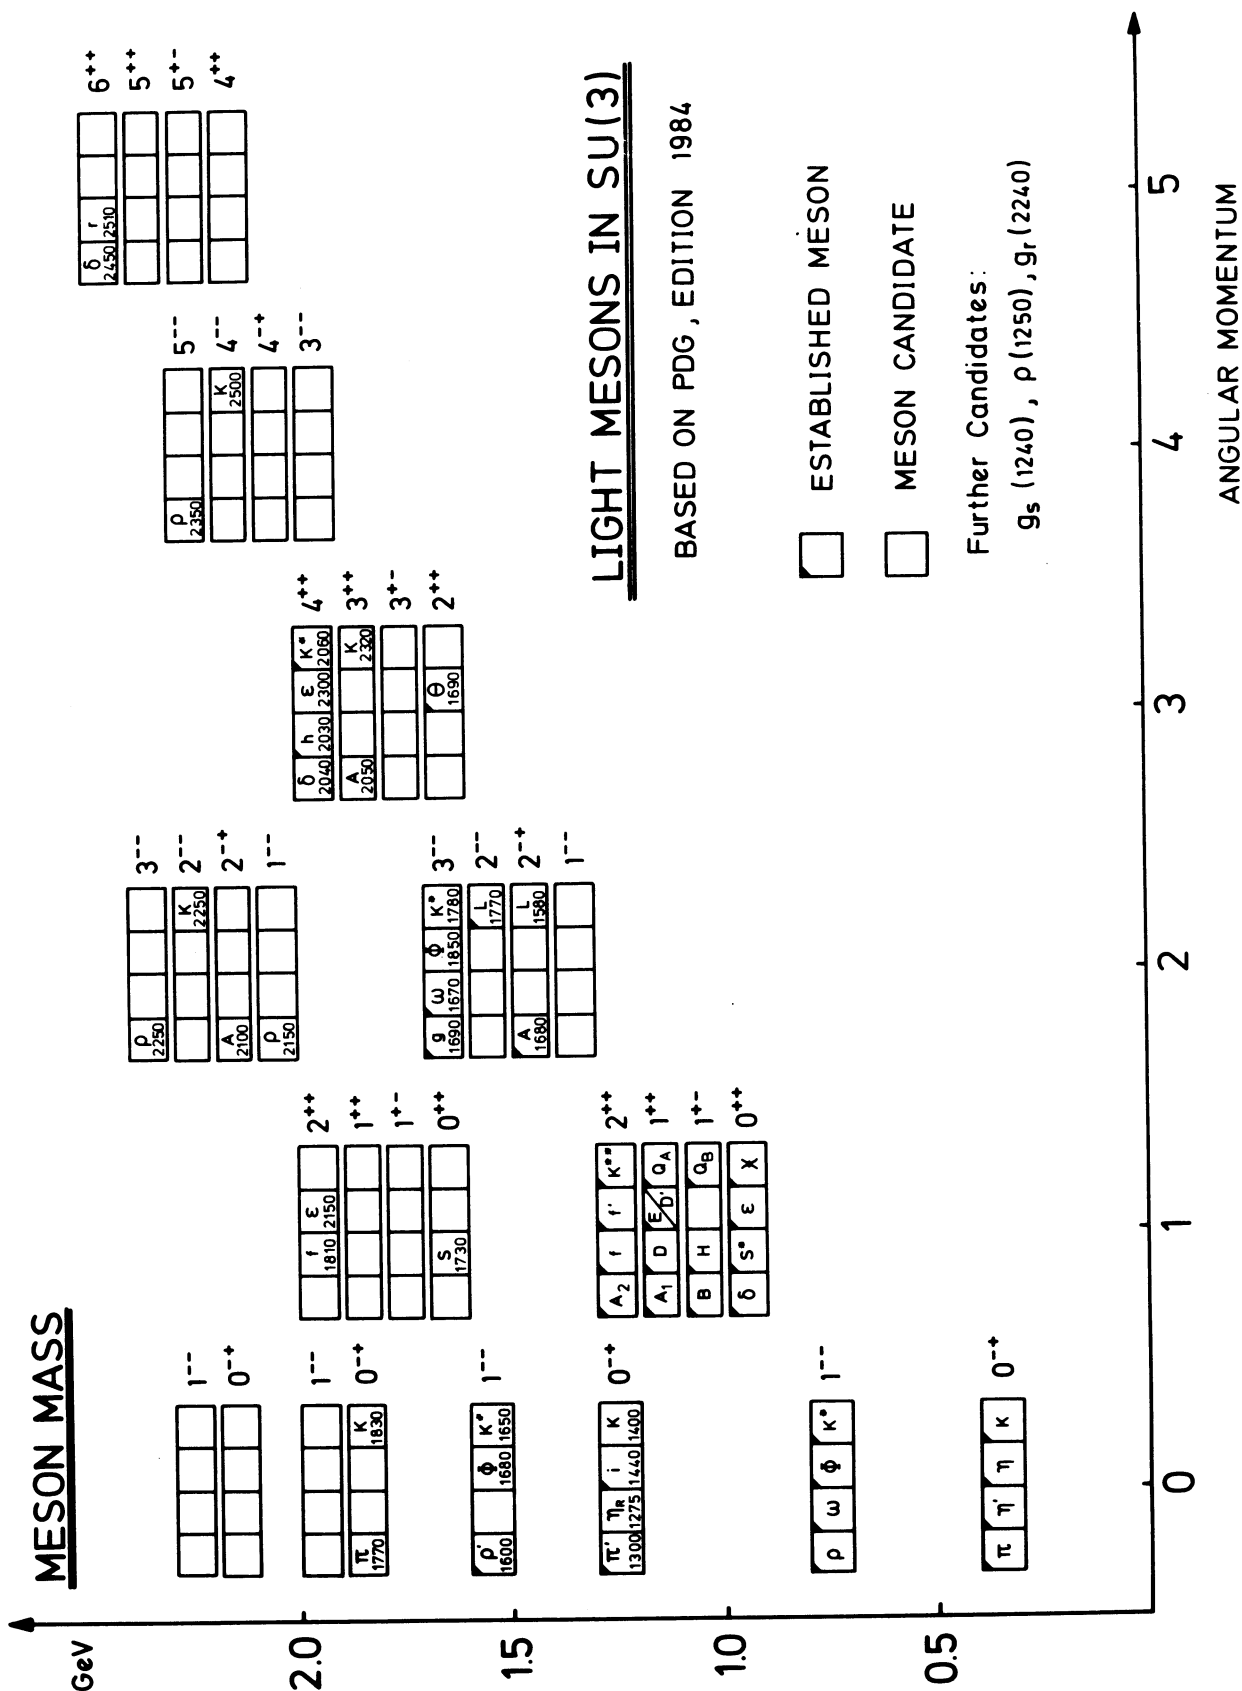 MESON MASS
GeV
2.0
1.5
1.0
0.5
0
1
2
3
4
5
ANGULAR MOMENTUM
LIGHT MESONS IN SU(3)
BASED ON PDG, EDITION 1984
ESTABLISHED MESON
MESON CANDIDATE
Further Candidates:
gs (1240), ρ (1250), gr (2240)
1--
0-+
1--
π 1770 K 1830 0-+
ρ' 1600 Φ 1680 K* 1650 1--
π' 1300 ηR 1275 i 1440 K 1400 0-+
ρ ω Φ K* 1--
π η' η K 0-+
f 1810 ε 2150 2++
1++
1+-
S 1730 0++
A2 f f' K** 2++
A1 D E/D' QA 1++
B H QB 1+-
δ S* ε ϰ 0++
ρ 2250 3--
K 2250 2--
A 2100 2-+
ρ 2150 1--
g 1690 ω 1670 Φ 1850 K* 1780 3--
L 1770 2--
A 1680 L 1580 2-+
1--
δ 2040 h 2030 ε 2300 K* 2060 4++
A 2050 K 2320 3++
3+-
θ 1690 2++
ρ 2350 5--
K 2500 4--
4-+
3--
δ 2450 r 2510 6++
5++
5+-
4++